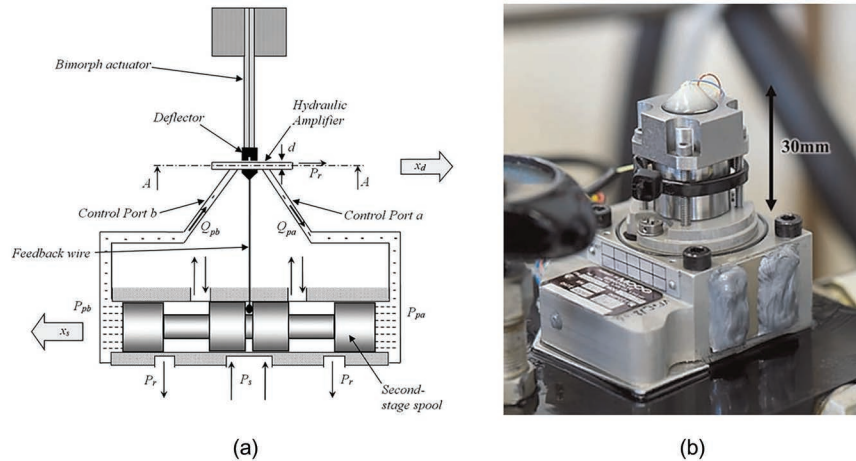 Bimorph actuator
Deflector
Hydraulic
Amplifier
d
P_r
A
A
x_d
Control Port b
Control Port a
Q_pb
Q_pa
Feedback wire
P_pb
P_pa
x_s
P_r
P_s
P_r
Second-
stage spool
(a)
30mm
(b)